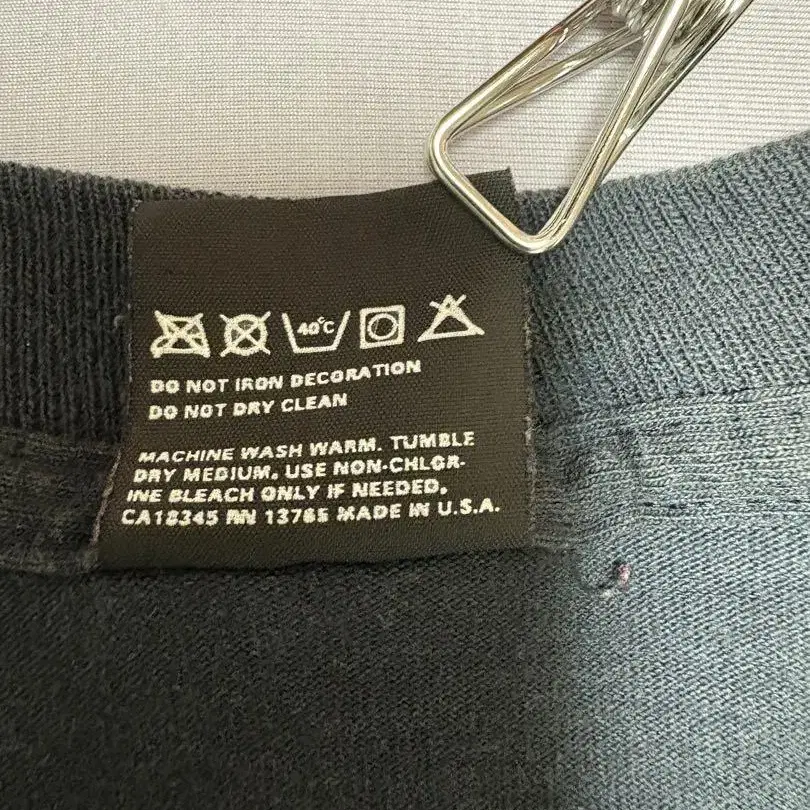 40°C
DO NOT IRON DECORATION
DO NOT DRY CLEAN
MACHINE WASH WARM. TUMBLE
DRY MEDIUM. USE NON-CHLOR-
INE BLEACH ONLY IF NEEDED.
CA18345 RN 13765 MADE IN U.S.A.